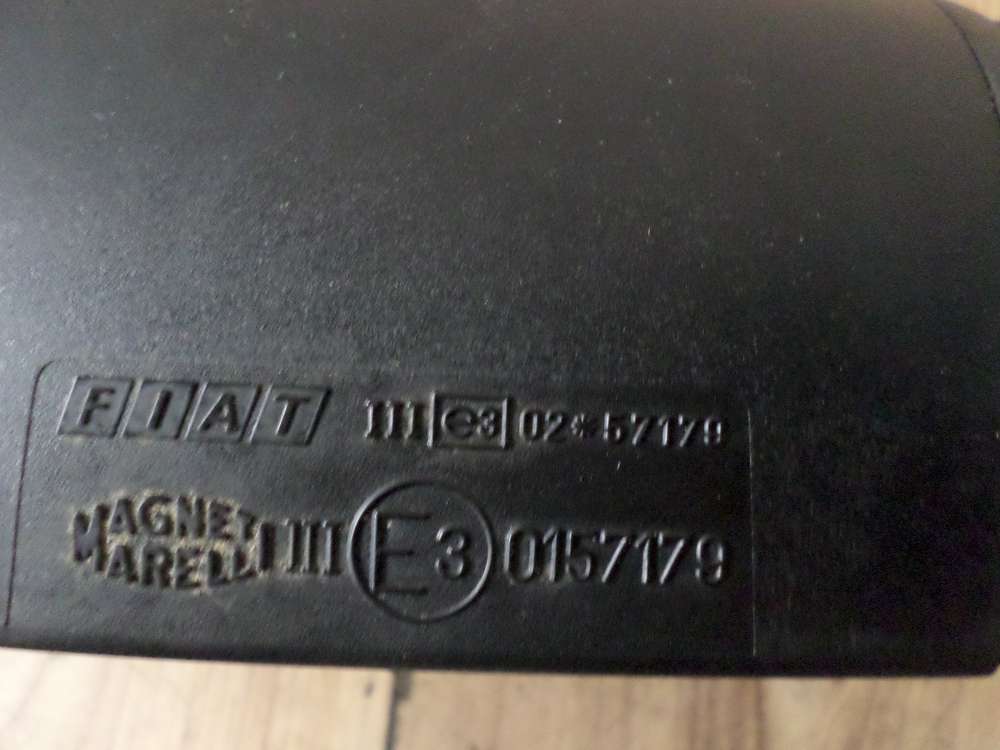 FIAT III e3 02*57179
MAGNETI MARELLI III E3 0157179